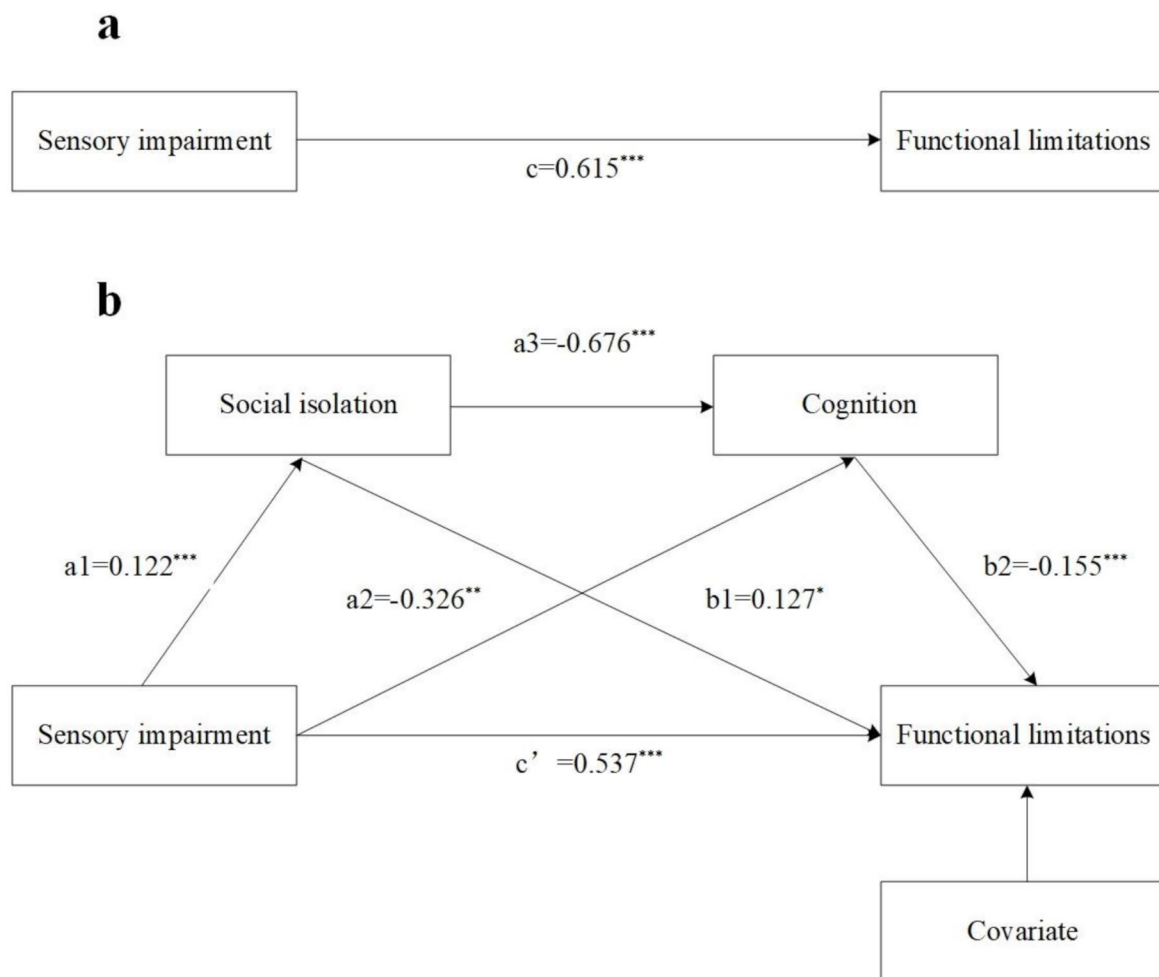 a
Sensory impairment
Functional limitations
c=0.615***
b
a3=-0.676***
Social isolation
Cognition
a1=0.122***
a2=-0.326**
b1=0.127*
b2=-0.155***
Sensory impairment
Functional limitations
c’ =0.537***
Covariate